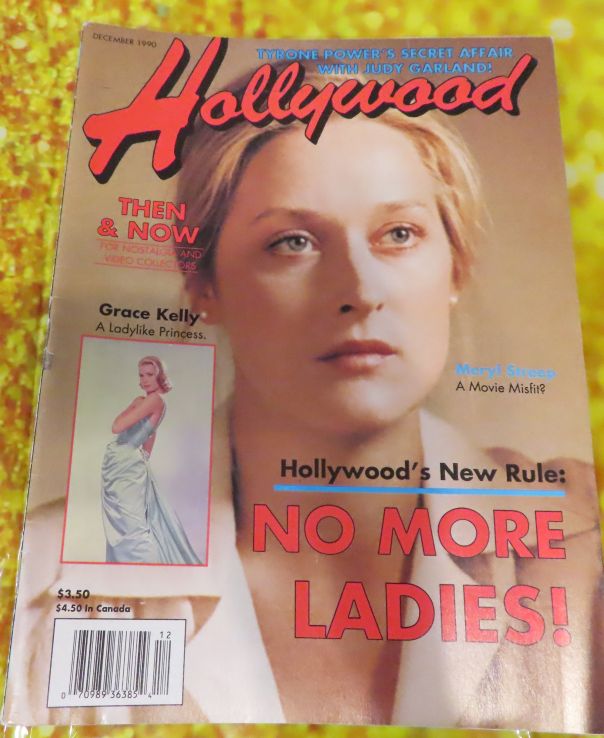 DECEMBER 1990
TYRONE POWER'S SECRET AFFAIR
WITH JUDY GARLAND!
Hollywood
THEN
& NOW
FOR NOSTALGIA AND
VIDEO COLLECTORS
Grace Kelly
A Ladylike Princess.
Meryl Streep
A Movie Misfit?
Hollywood's New Rule:
NO MORE
LADIES!
$3.50
$4.50 In Canada
12
0 70989 36385 4